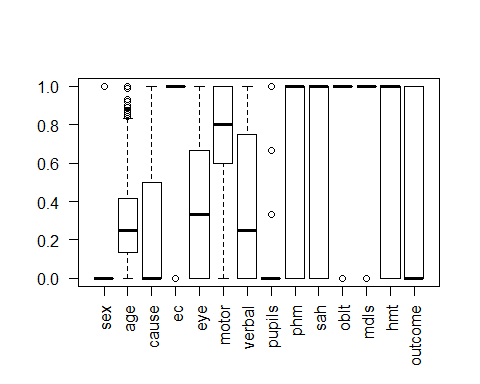 1.0
0.8
0.6
0.4
0.2
0.0
sex
age
cause
ec
eye
motor
verbal
pupils
phm
sah
oblt
mdls
hmt
outcome